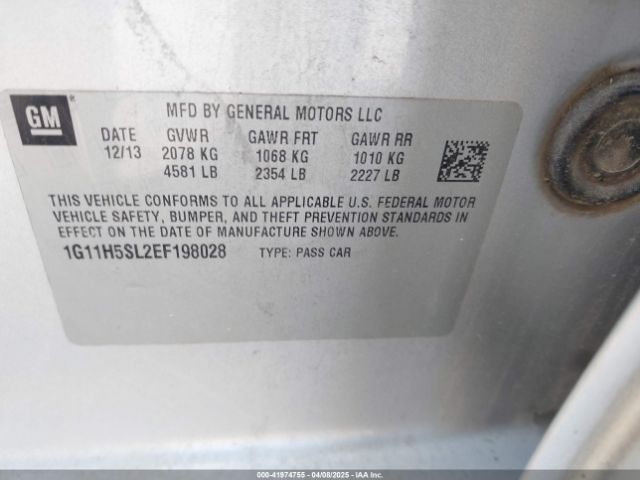 GM
MFD BY GENERAL MOTORS LLC
DATE GVWR GAWR FRT GAWR RR
12/13 2078 KG 1068 KG 1010 KG
4581 LB 2354 LB 2227 LB
THIS VEHICLE CONFORMS TO ALL APPLICABLE U.S. FEDERAL MOTOR
VEHICLE SAFETY, BUMPER, AND THEFT PREVENTION STANDARDS IN
EFFECT ON THE DATE OF MANUFACTURE SHOWN ABOVE.
1G11H5SL2EF198028 TYPE: PASS CAR
000-41974755 - 04/08/2025 - IAA Inc.